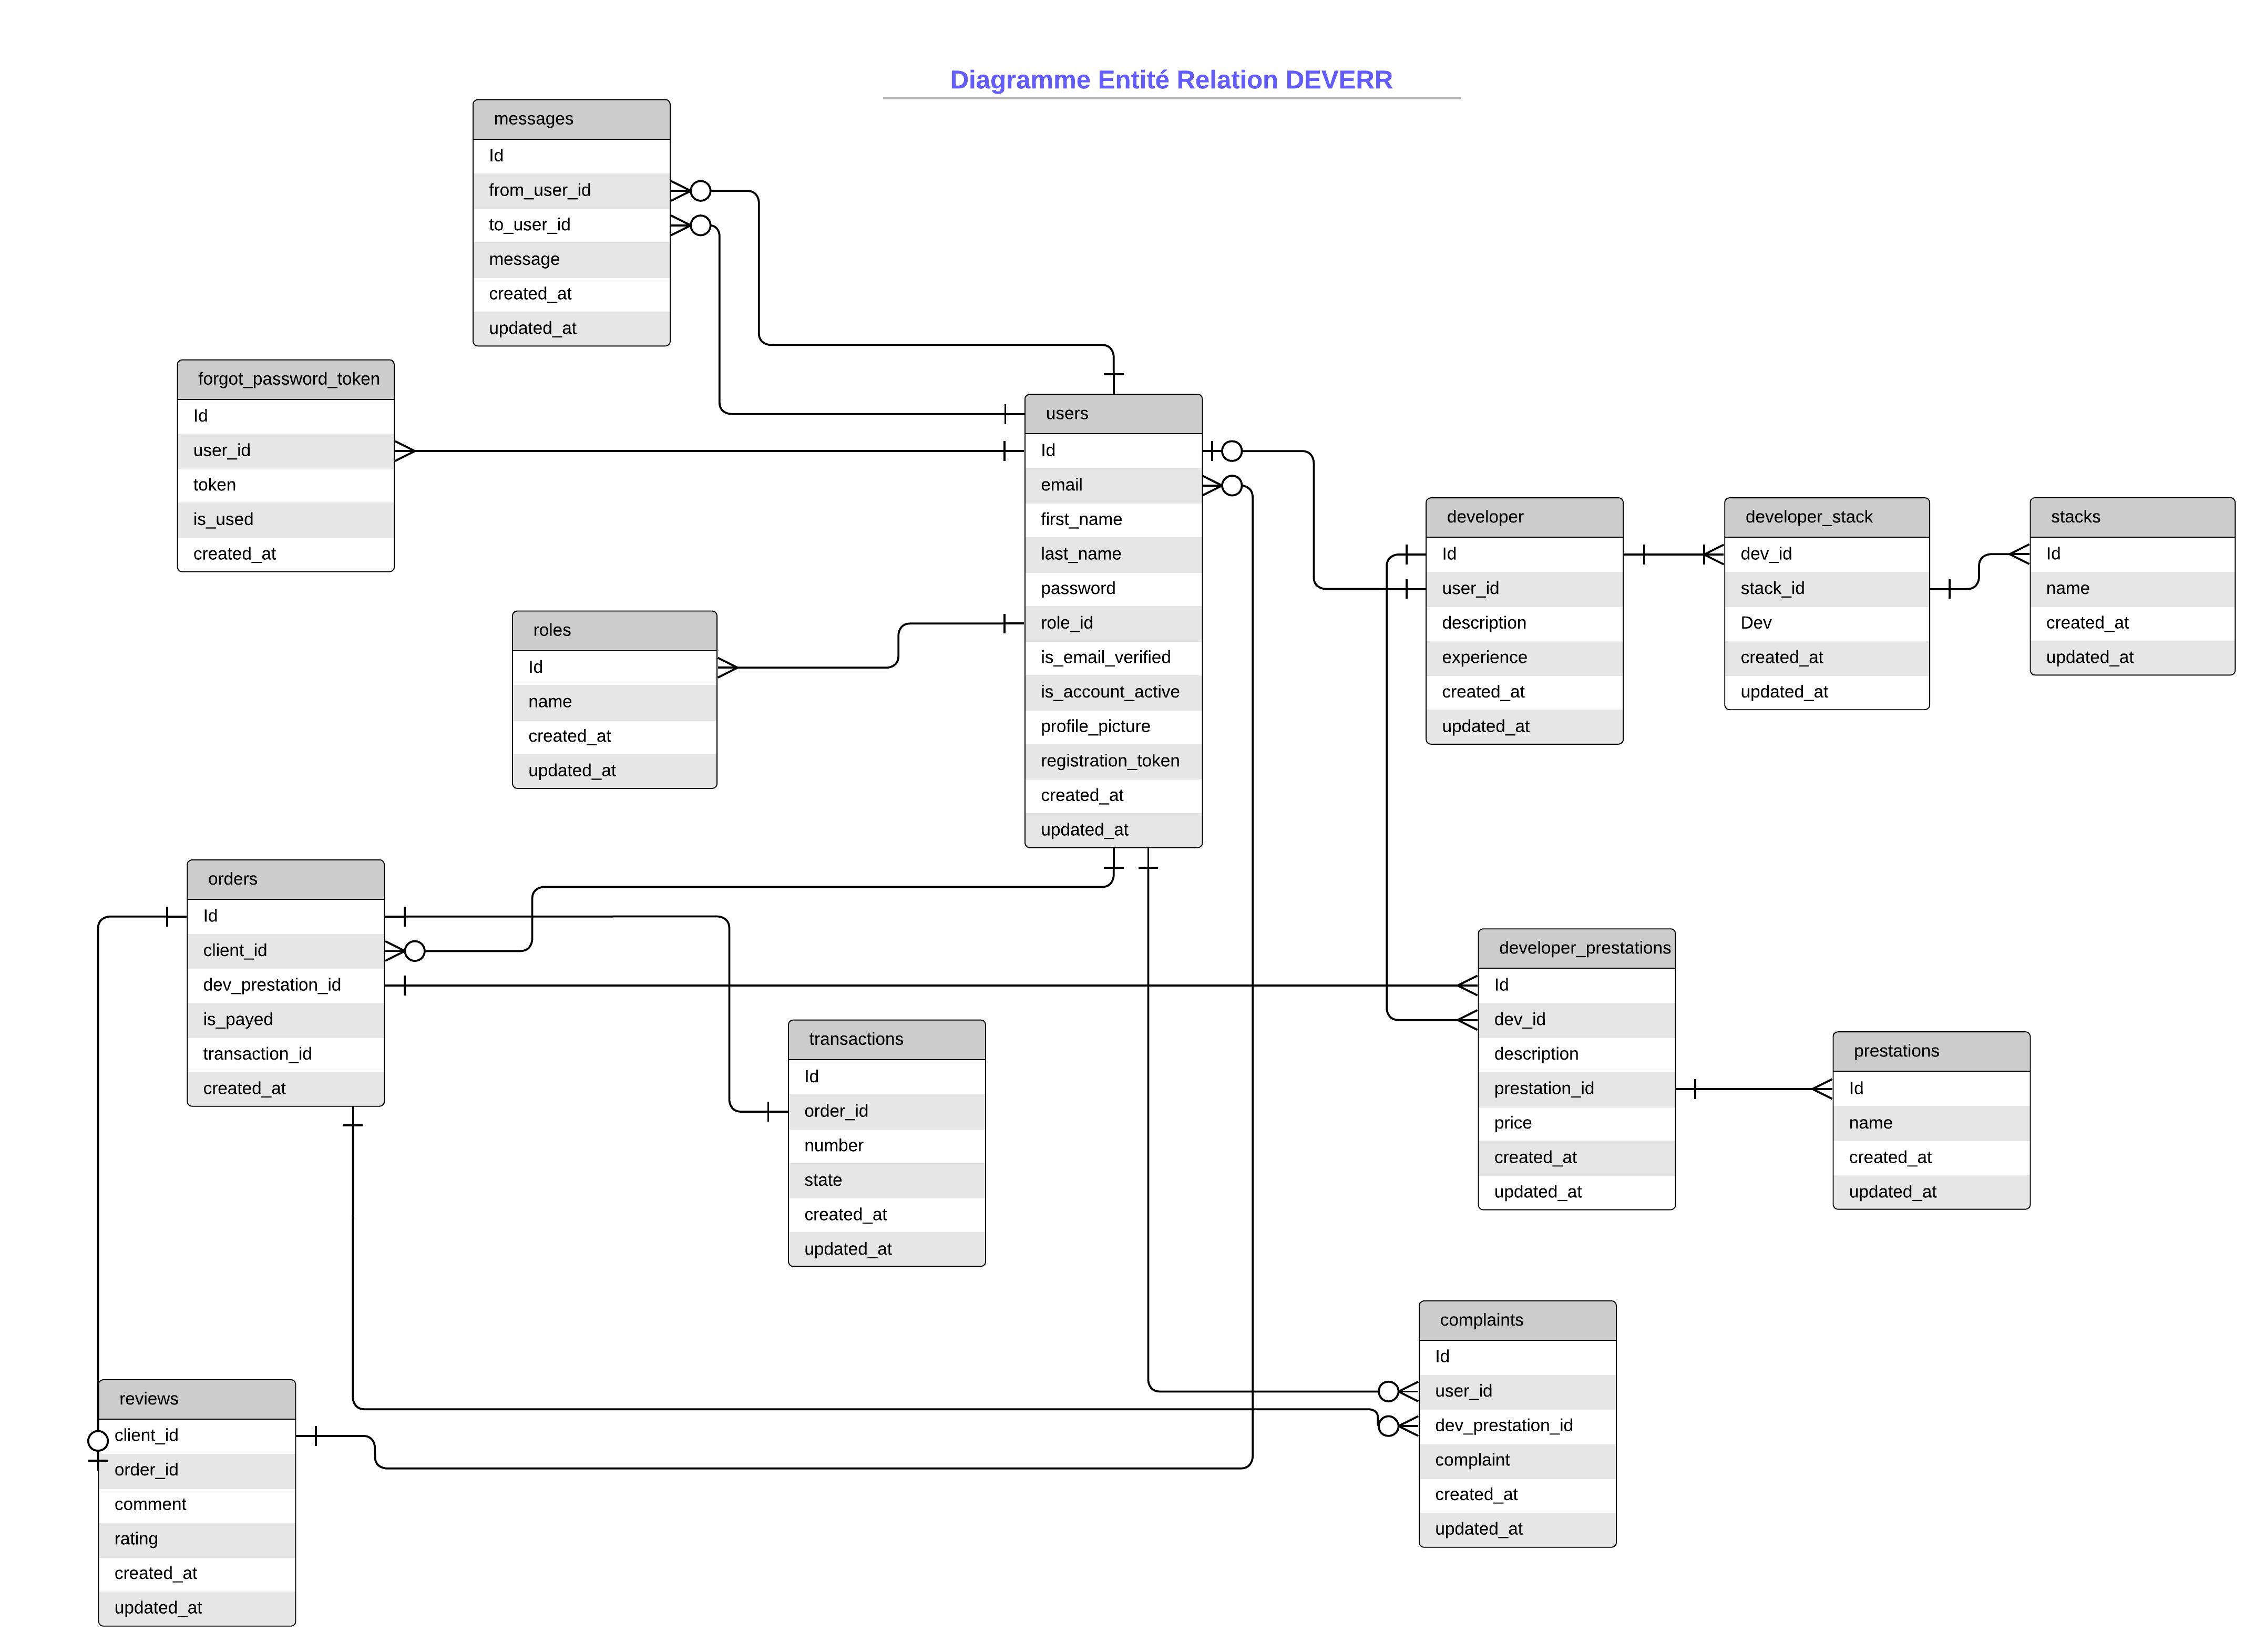 Diagramme Entité Relation DEVERR
messages
Id
from_user_id
to_user_id
message
created_at
updated_at
forgot_password_token
Id
user_id
token
is_used
created_at
users
Id
email
first_name
last_name
password
role_id
is_email_verified
is_account_active
profile_picture
registration_token
created_at
updated_at
developer
Id
user_id
description
experience
created_at
updated_at
developer_stack
dev_id
stack_id
Dev
created_at
updated_at
stacks
Id
name
created_at
updated_at
roles
Id
name
created_at
updated_at
orders
Id
client_id
dev_prestation_id
is_payed
transaction_id
created_at
transactions
Id
order_id
number
state
created_at
updated_at
developer_prestations
Id
dev_id
description
prestation_id
price
created_at
updated_at
prestations
Id
name
created_at
updated_at
complaints
Id
user_id
dev_prestation_id
complaint
created_at
updated_at
reviews
client_id
order_id
comment
rating
created_at
updated_at